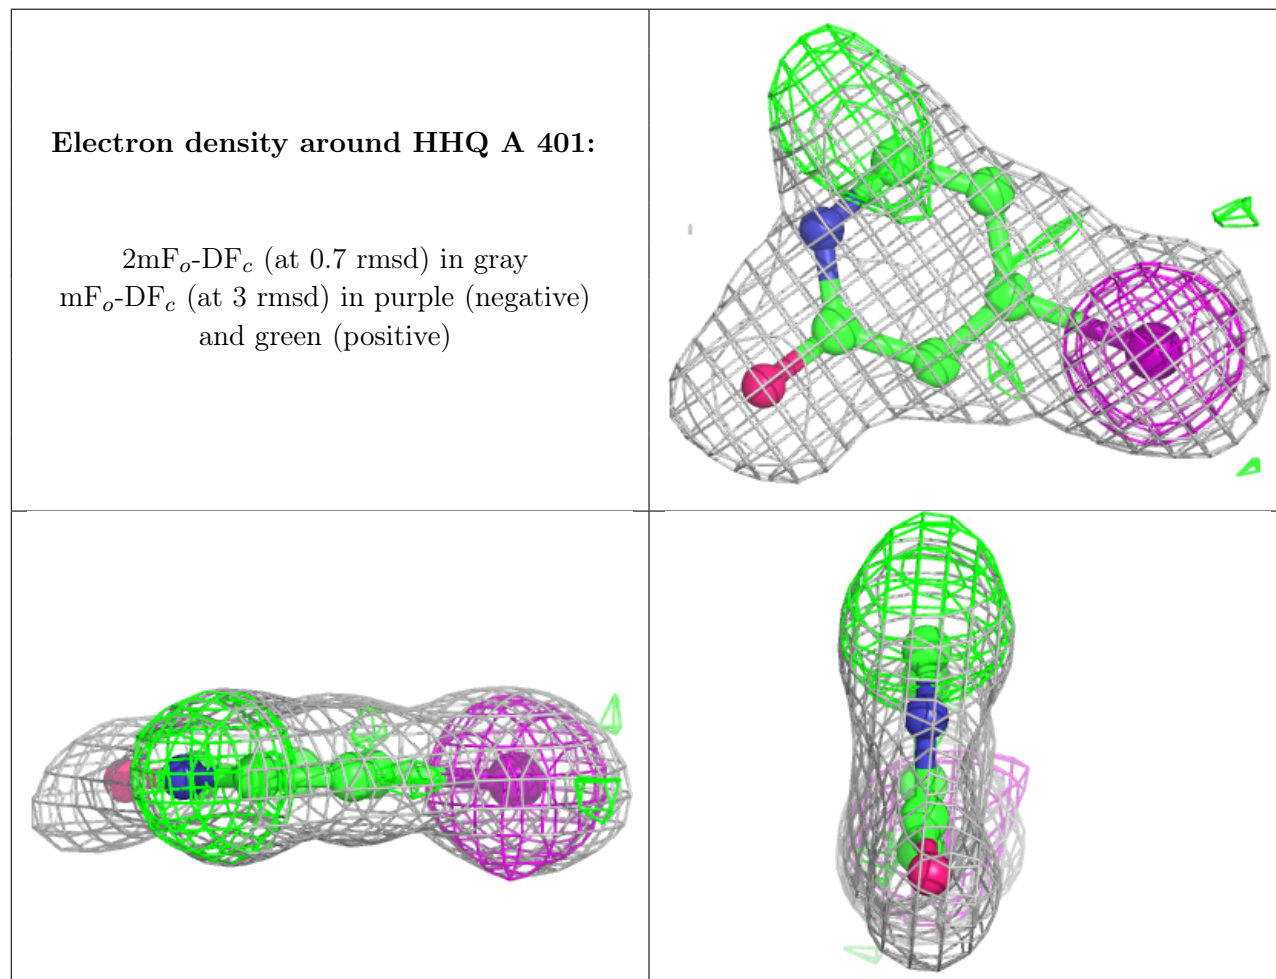 Electron density around HHQ A 401:
2mFo-DFc (at 0.7 rmsd) in gray
mFo-DFc (at 3 rmsd) in purple (negative)
and green (positive)